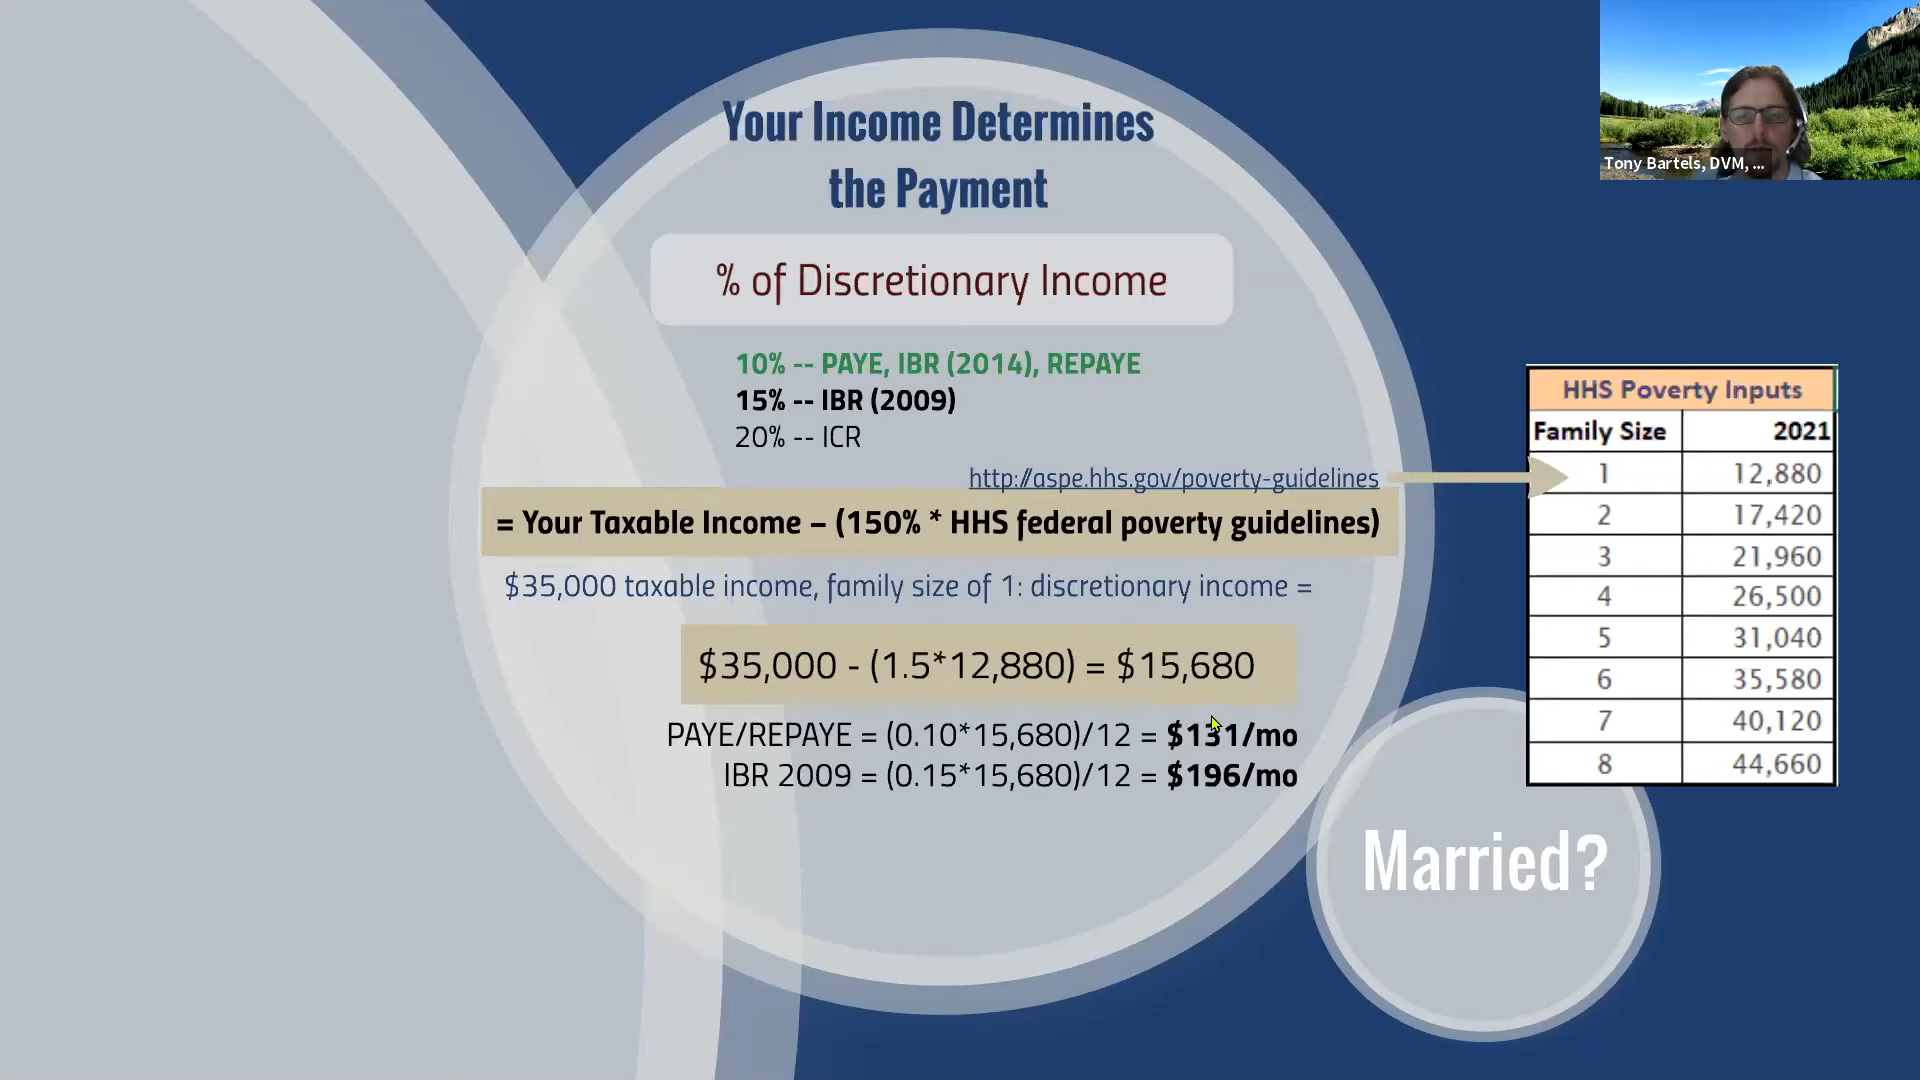 Your Income Determines
the Payment
% of Discretionary Income
10% -- PAYE, IBR (2014), REPAYE
15% -- IBR (2009)
20% -- ICR
http://aspe.hhs.gov/poverty-guidelines
= Your Taxable Income – (150% * HHS federal poverty guidelines)
$35,000 taxable income, family size of 1: discretionary income =
$35,000 - (1.5*12,880) = $15,680
PAYE/REPAYE = (0.10*15,680)/12 = $131/mo
IBR 2009 = (0.15*15,680)/12 = $196/mo
Married?
HHS Poverty Inputs
Family Size 2021
1 12,880
2 17,420
3 21,960
4 26,500
5 31,040
6 35,580
7 40,120
8 44,660
Tony Bartels, DVM, ...